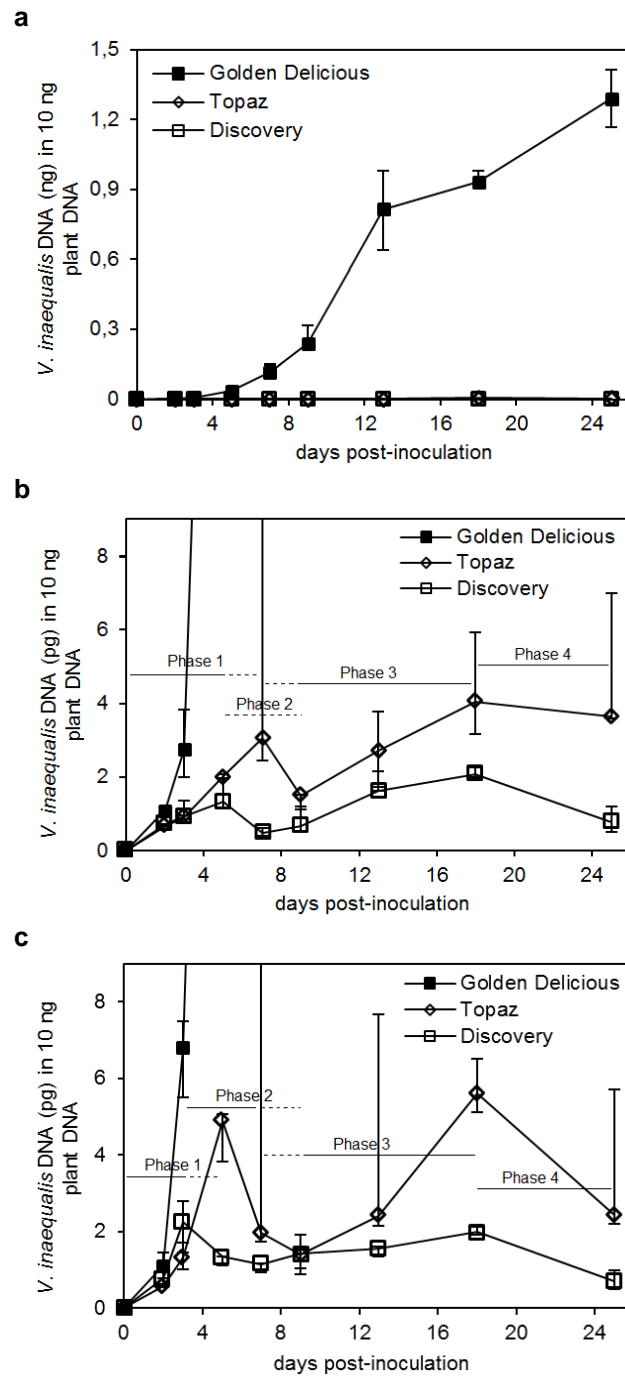 a
V. inaequalis DNA (ng) in 10 ng
plant DNA
1,5
1,2
0,9
0,6
0,3
0
Golden Delicious
Topaz
Discovery
0 4 8 12 16 20 24
days post-inoculation
b
V. inaequalis DNA (pg) in 10 ng
plant DNA
8
6
4
2
0
Golden Delicious
Topaz
Discovery
Phase 1
Phase 2
Phase 3
Phase 4
0 4 8 12 16 20 24
days post-inoculation
c
V. inaequalis DNA (pg) in 10 ng
plant DNA
8
6
4
2
0
Golden Delicious
Topaz
Discovery
Phase 2
Phase 1
Phase 3
Phase 4
0 4 8 12 16 20 24
days post-inoculation